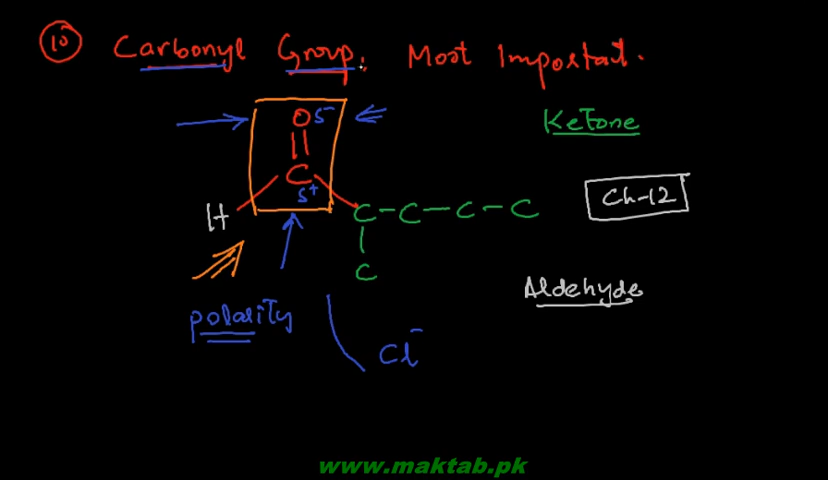 10 Carbonyl Group: Most Important.
O δ-
Ketone
C
δ+
Ch-12
H
C - C - C - C
C
Aldehyde
polarity
Cl-
www.maktab.pk